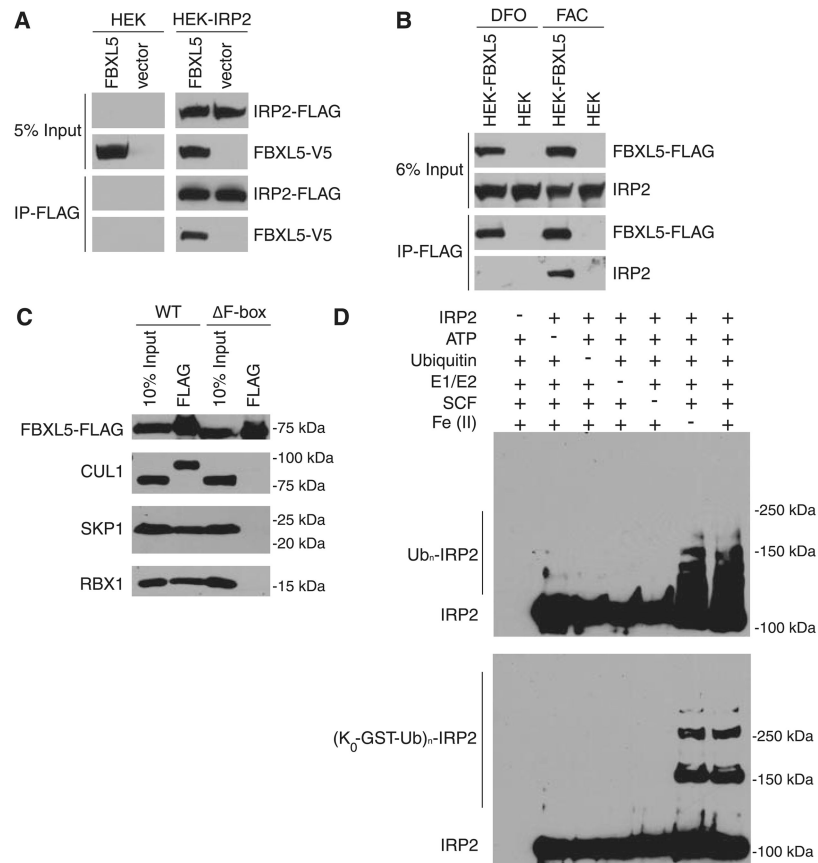 A
HEK HEK-IRP2
FBXL5 vector FBXL5 vector
5% Input
IRP2-FLAG
FBXL5-V5
IP-FLAG
IRP2-FLAG
FBXL5-V5
B
DFO FAC
HEK-FBXL5 HEK HEK-FBXL5 HEK
6% Input
FBXL5-FLAG
IRP2
IP-FLAG
FBXL5-FLAG
IRP2
C
WT ΔF-box
10% Input FLAG 10% Input FLAG
FBXL5-FLAG -75 kDa
CUL1 -100 kDa
-75 kDa
SKP1 -25 kDa
-20 kDa
RBX1 -15 kDa
D
IRP2 - + + + + + +
ATP + - + + + + +
Ubiquitin + + - + + + +
E1/E2 + + + - + + +
SCF + + + + - + +
Fe (II) + + + + + - +
-250 kDa
Ubn-IRP2 -150 kDa
IRP2 -100 kDa
(K0-GST-Ub)n-IRP2 -250 kDa
-150 kDa
IRP2 -100 kDa